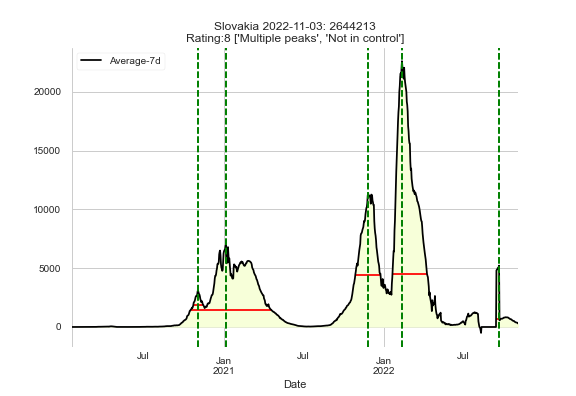 Slovakia 2022-11-03: 2644213
Rating:8 ['Multiple peaks', 'Not in control']
Average-7d
20000
15000
10000
5000
0
Jul
Jan
2021
Jul
Jan
2022
Jul
Date